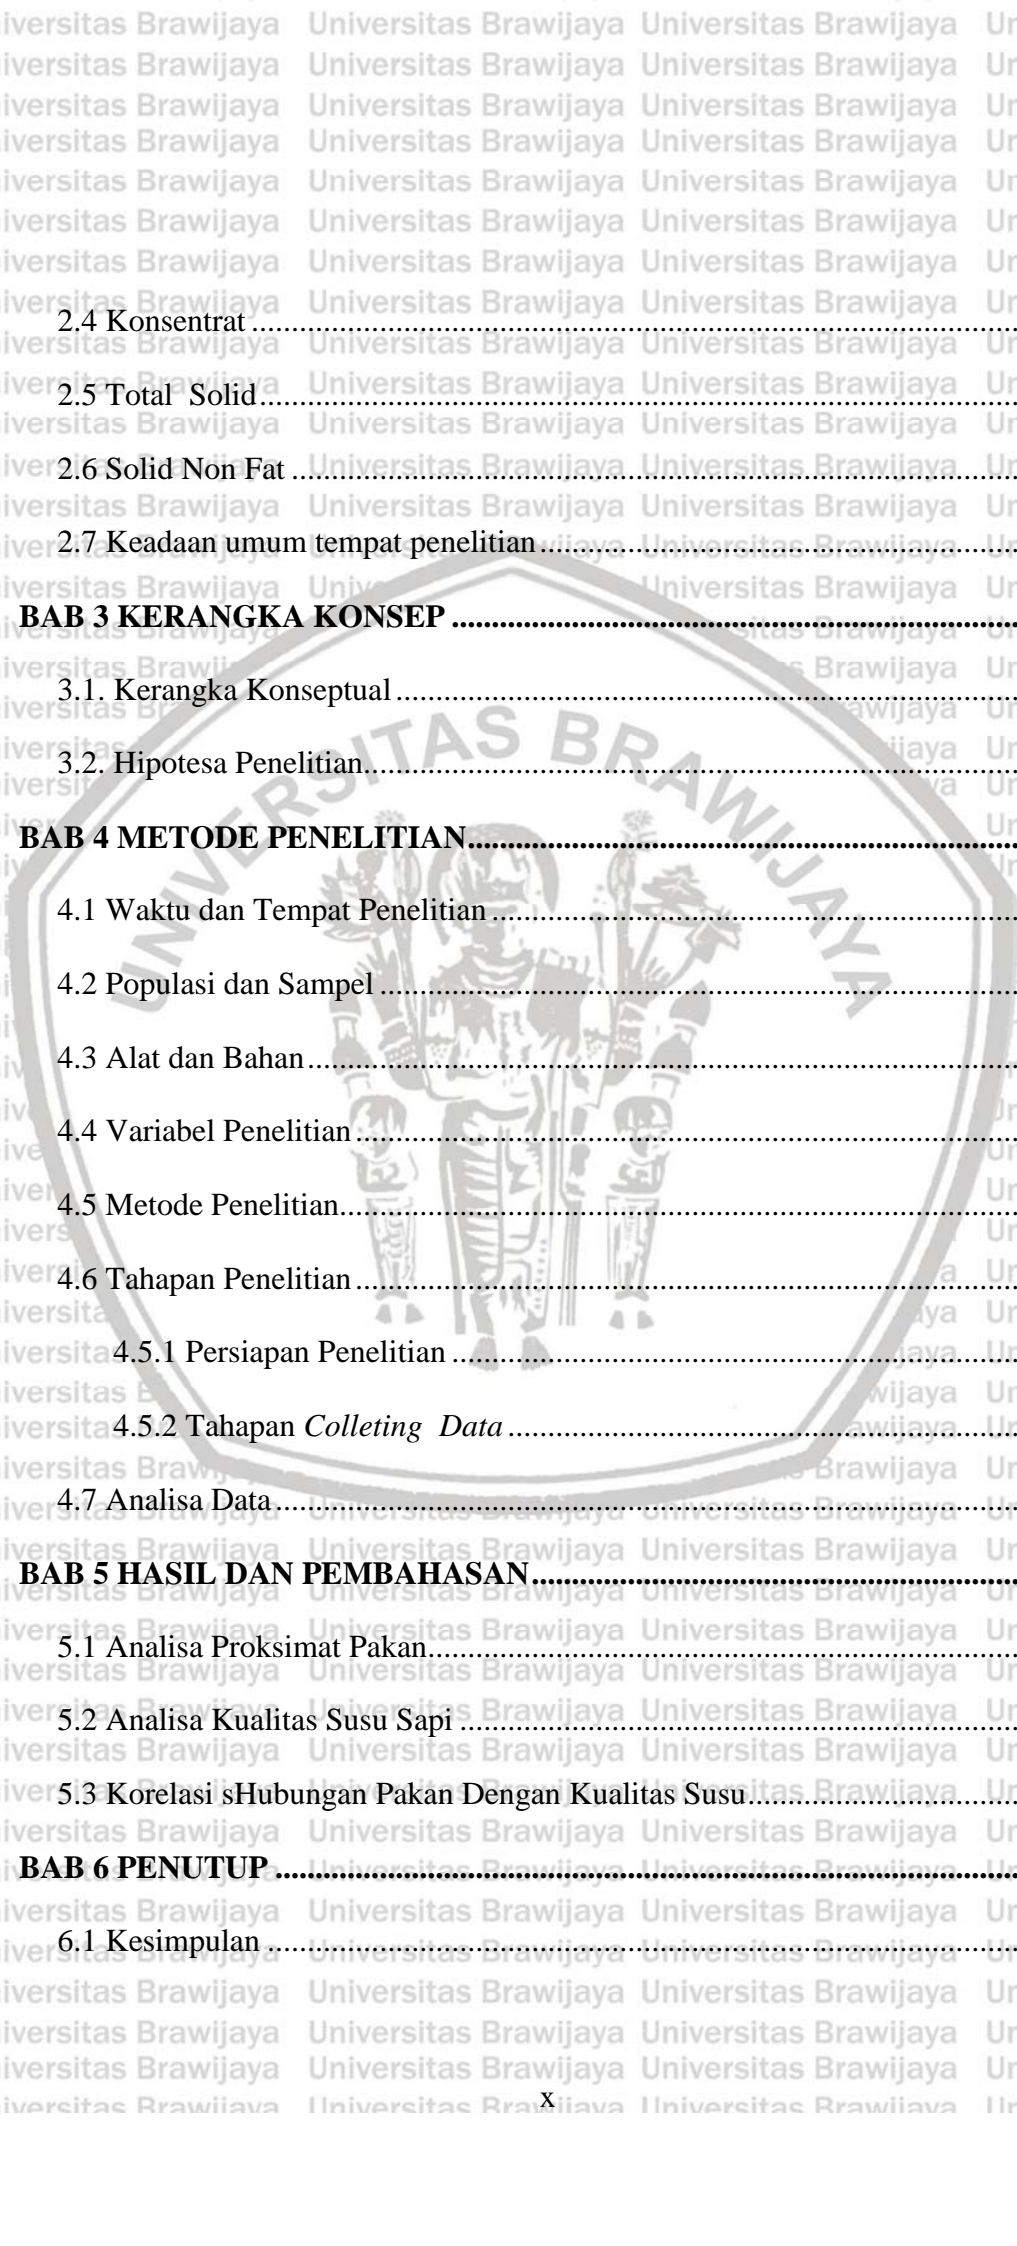 2.4 Konsentrat
2.5 Total  Solid
2.6 Solid Non Fat
2.7 Keadaan umum tempat penelitian
BAB 3 KERANGKA KONSEP
3.1. Kerangka Konseptual
3.2. Hipotesa Penelitian
BAB 4 METODE PENELITIAN
4.1 Waktu dan Tempat Penelitian
4.2 Populasi dan Sampel
4.3 Alat dan Bahan
4.4 Variabel Penelitian
4.5 Metode Penelitian
4.6 Tahapan Penelitian
4.5.1 Persiapan Penelitian
4.5.2 Tahapan Colleting  Data
4.7 Analisa Data
BAB 5 HASIL DAN PEMBAHASAN
5.1 Analisa Proksimat Pakan
5.2 Analisa Kualitas Susu Sapi
5.3 Korelasi sHubungan Pakan Dengan Kualitas Susu
BAB 6 PENUTUP
6.1 Kesimpulan
x
UNIVERSITAS BRAWIJAYA